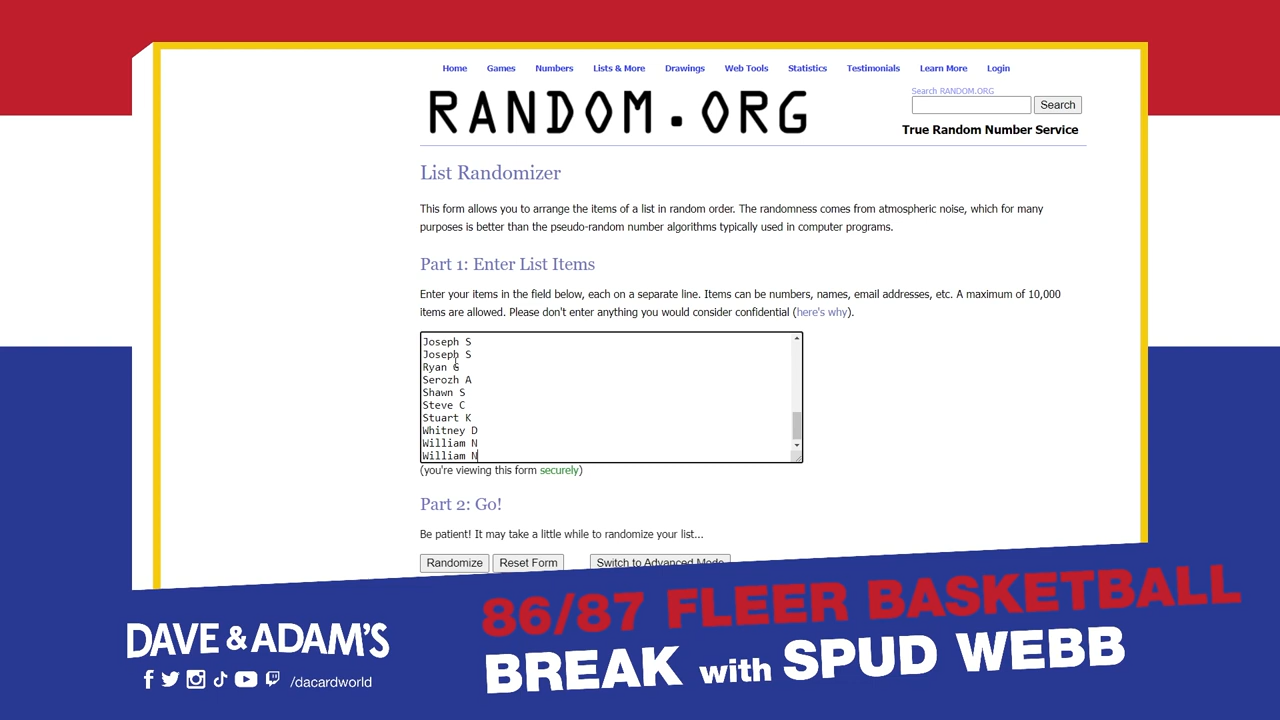 Home Games Numbers Lists & More Drawings Web Tools Statistics Testimonials Learn More Login
RANDOM.ORG
Search RANDOM.ORG
Search
True Random Number Service
List Randomizer
This form allows you to arrange the items of a list in random order. The randomness comes from atmospheric noise, which for many
purposes is better than the pseudo-random number algorithms typically used in computer programs.
Part 1: Enter List Items
Enter your items in the field below, each on a separate line. Items can be numbers, names, email addresses, etc. A maximum of 10,000
items are allowed. Please don't enter anything you would consider confidential (here's why).
Joseph S
Joseph S
Ryan G
Serozh A
Shawn S
Steve C
Stuart K
Whitney D
William N
William N
(you're viewing this form securely)
Part 2: Go!
Be patient! It may take a little while to randomize your list...
Randomize Reset Form Switch to Advanced Mode
86/87 FLEER BASKETBALL
BREAK with SPUD WEBB
DAVE & ADAM'S
/dacardworld